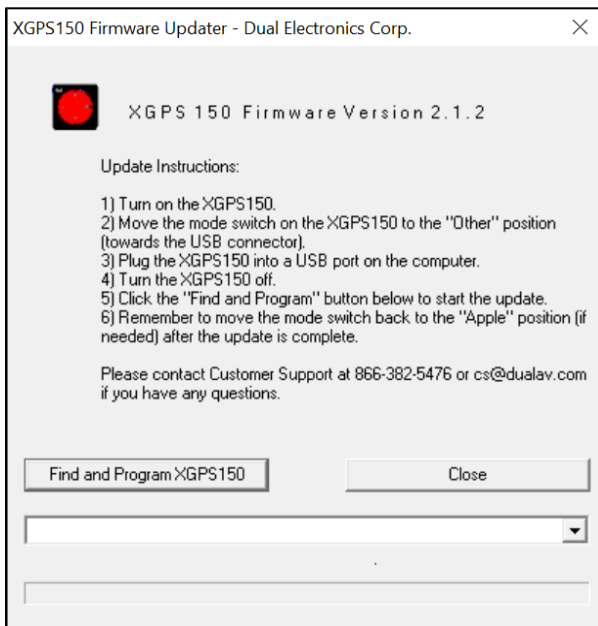 XGPS150 Firmware Updater - Dual Electronics Corp.
XGPS 150 Firmware Version 2.1.2
Update Instructions:
1) Turn on the XGPS150.
2) Move the mode switch on the XGPS150 to the "Other" position
(towards the USB connector).
3) Plug the XGPS150 into a USB port on the computer.
4) Turn the XGPS150 off.
5) Click the "Find and Program" button below to start the update.
6) Remember to move the mode switch back to the "Apple" position (if
needed) after the update is complete.
Please contact Customer Support at 866-382-5476 or cs@dualav.com
if you have any questions.
Find and Program XGPS150
Close